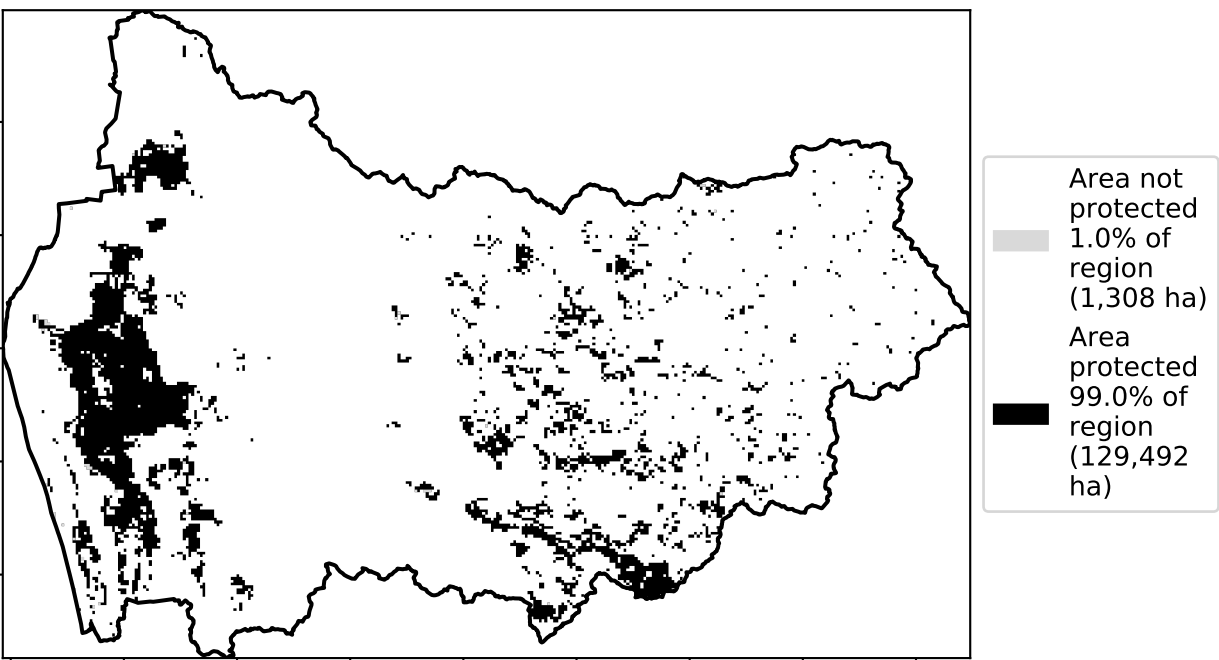 Area not
protected
1.0% of
region
(1,308 ha)
Area
protected
99.0% of
region
(129,492
ha)